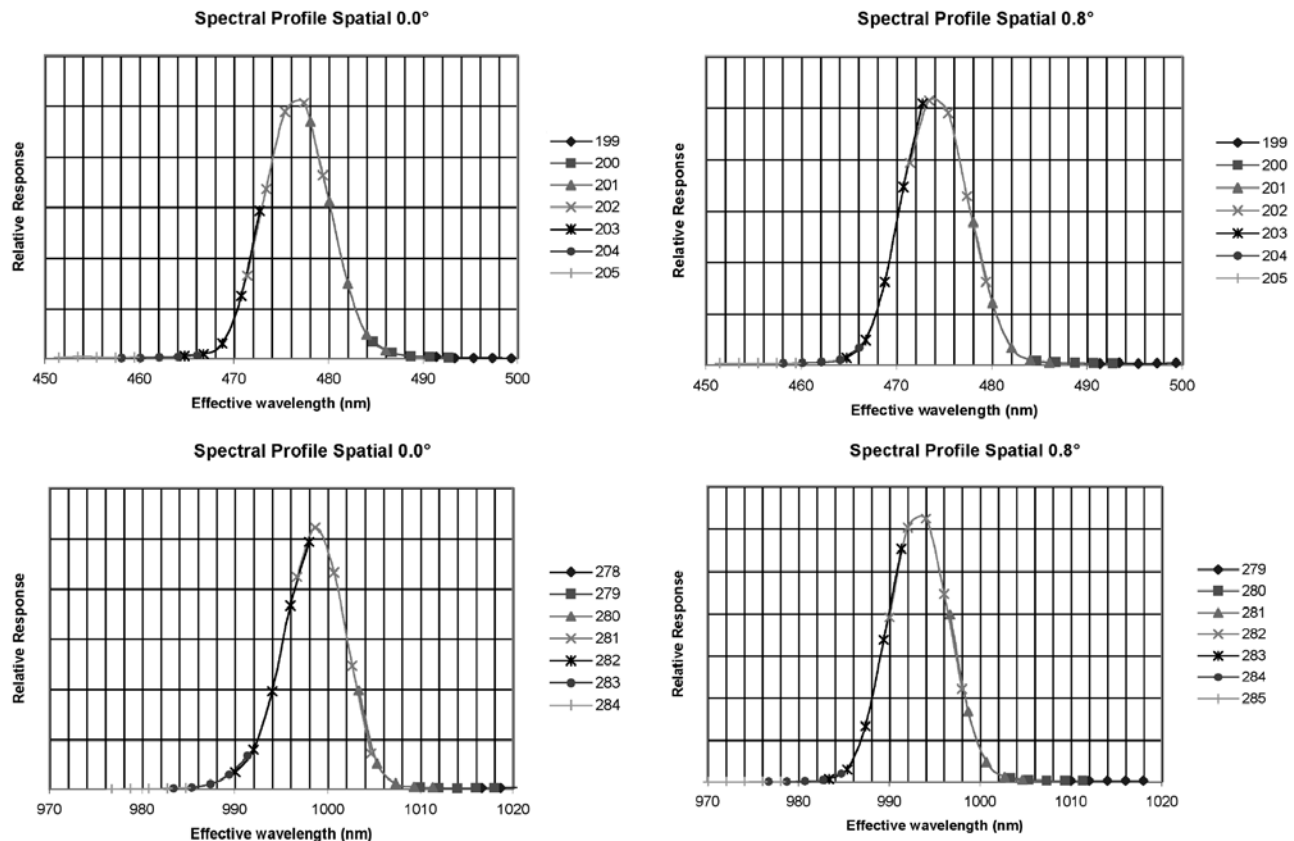 Spectral Profile Spatial 0.0°
Relative Response
199
200
201
202
203
204
205
450 460 470 480 490 500
Effective wavelength (nm)
Spectral Profile Spatial 0.8°
Relative Response
199
200
201
202
203
204
205
450 460 470 480 490 500
Effective wavelength (nm)
Spectral Profile Spatial 0.0°
Relative Response
278
279
280
281
282
283
284
970 980 990 1000 1010 1020
Effective wavelength (nm)
Spectral Profile Spatial 0.8°
Relative Response
279
280
281
282
283
284
285
970 980 990 1000 1010 1020
Effective wavelength (nm)